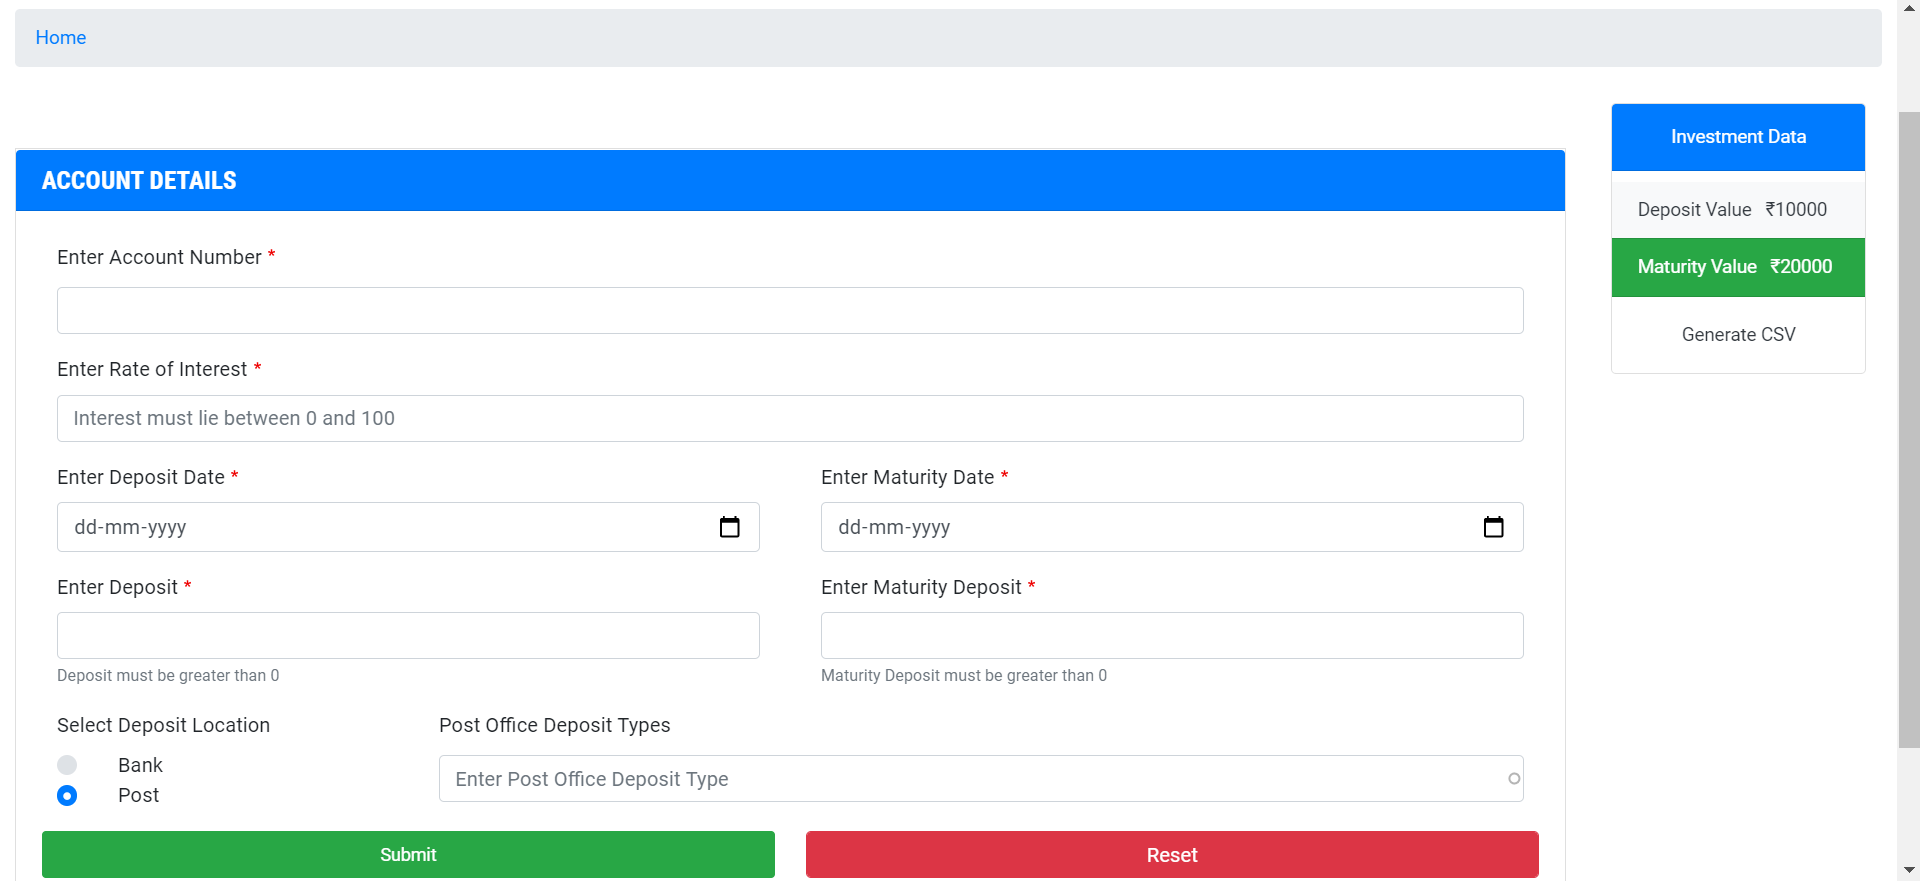 Home
ACCOUNT DETAILS
Enter Account Number *
Enter Rate of Interest *
Interest must lie between 0 and 100
Enter Deposit Date *
Enter Maturity Date *
dd-mm-yyyy
dd-mm-yyyy
Enter Deposit *
Enter Maturity Deposit *
Deposit must be greater than 0
Maturity Deposit must be greater than 0
Select Deposit Location
Bank
Post
Post Office Deposit Types
Enter Post Office Deposit Type
Submit
Reset
Investment Data
Deposit Value ₹10000
Maturity Value ₹20000
Generate CSV